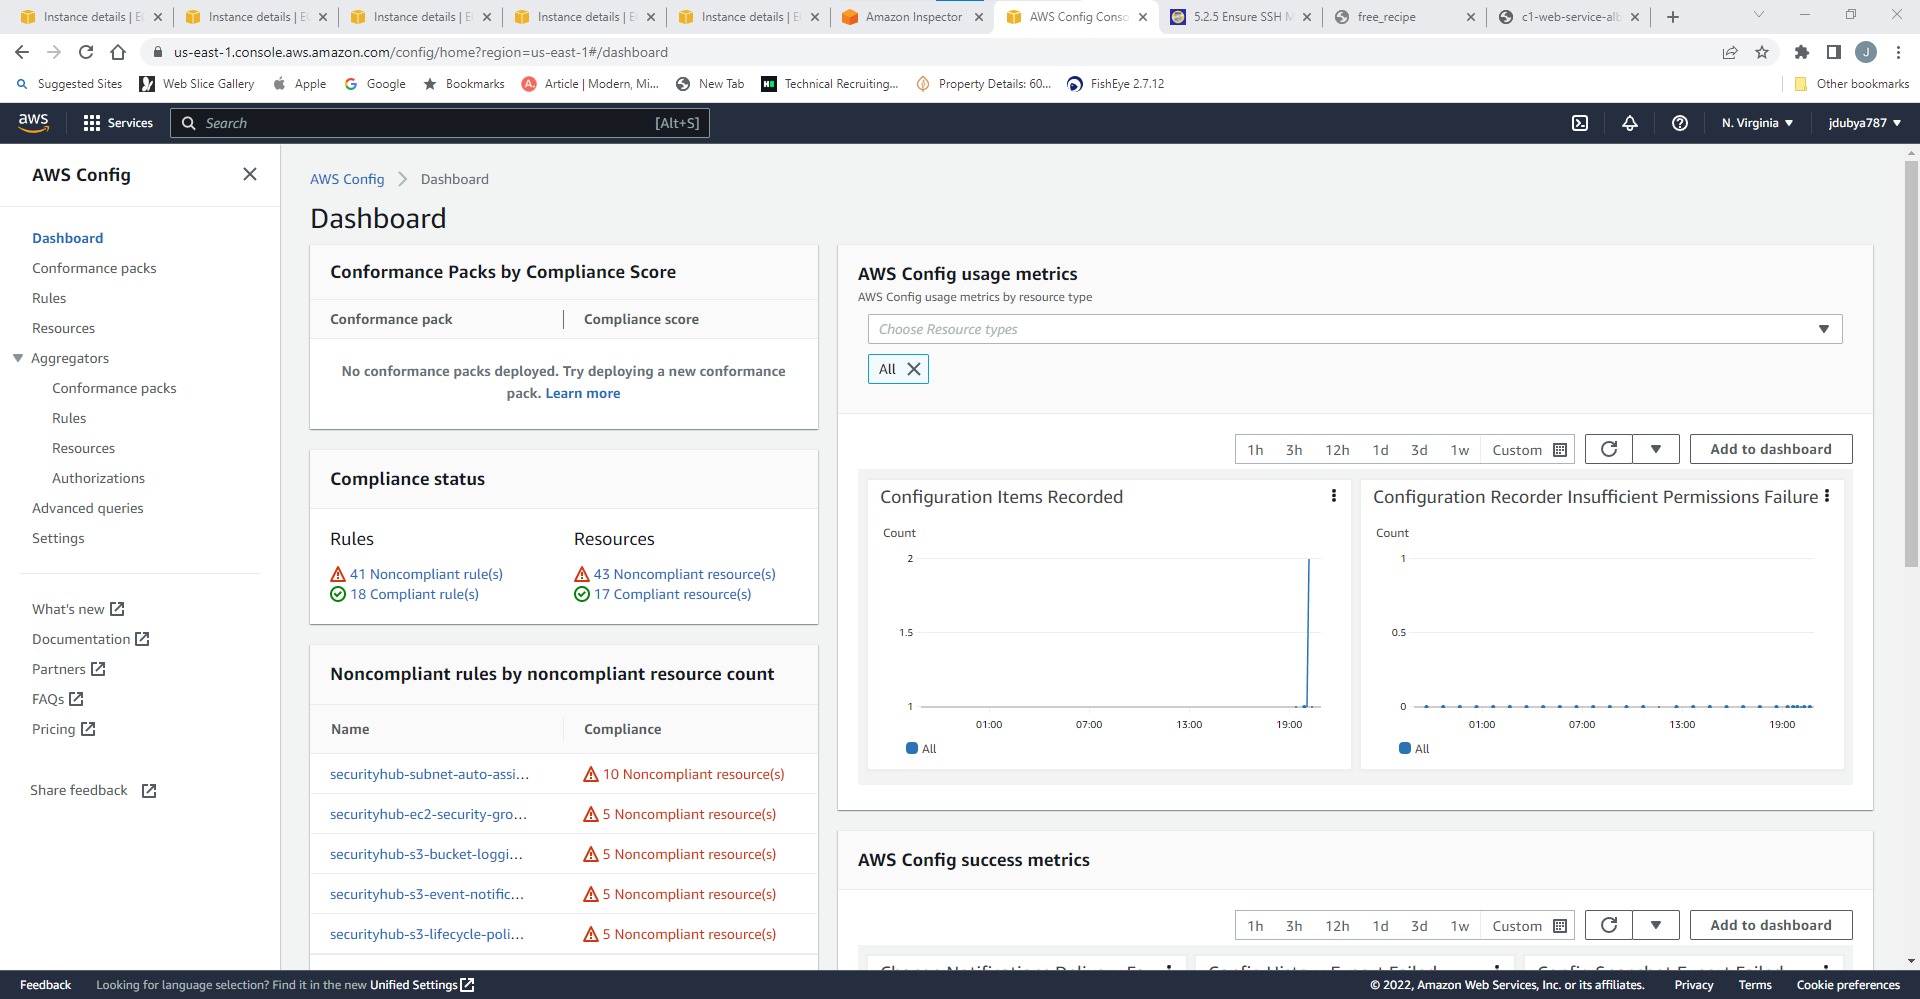 Instance details | EC
Instance details | EC
Instance details | EC
Instance details | EC
Instance details | EC
Amazon Inspector
AWS Config Conso
5.2.5 Ensure SSH M
free_recipe
c1-web-service-alb
us-east-1.console.aws.amazon.com/config/home?region=us-east-1#/dashboard
J
Suggested Sites
Web Slice Gallery
Apple
Google
Bookmarks
Article | Modern, Mi...
New Tab
Technical Recruiting...
Property Details: 60...
FishEye 2.7.12
Other bookmarks
aws
Services
Search
[Alt+S]
N. Virginia
jdubya787
AWS Config
Dashboard
Conformance packs
Rules
Resources
Aggregators
Conformance packs
Rules
Resources
Authorizations
Advanced queries
Settings
What's new
Documentation
Partners
FAQs
Pricing
Share feedback
AWS Config
Dashboard
Dashboard
Conformance Packs by Compliance Score
Conformance pack
Compliance score
No conformance packs deployed. Try deploying a new conformance
pack. Learn more
Compliance status
Rules
Resources
41 Noncompliant rule(s)
43 Noncompliant resource(s)
18 Compliant rule(s)
17 Compliant resource(s)
Noncompliant rules by noncompliant resource count
Name
Compliance
securityhub-subnet-auto-assi...
10 Noncompliant resource(s)
securityhub-ec2-security-gro...
5 Noncompliant resource(s)
securityhub-s3-bucket-loggi...
5 Noncompliant resource(s)
securityhub-s3-event-notific...
5 Noncompliant resource(s)
securityhub-s3-lifecycle-poli...
5 Noncompliant resource(s)
AWS Config usage metrics
AWS Config usage metrics by resource type
Choose Resource types
All
1h 3h 12h 1d 3d 1w Custom
Add to dashboard
Configuration Items Recorded
Count
2
1.5
1
01:00 07:00 13:00 19:00
All
Configuration Recorder Insufficient Permissions Failure
Count
1
0.5
0
01:00 07:00 13:00 19:00
All
AWS Config success metrics
1h 3h 12h 1d 3d 1w Custom
Add to dashboard
Feedback
Looking for language selection? Find it in the new Unified Settings
© 2022, Amazon Web Services, Inc. or its affiliates.
Privacy
Terms
Cookie preferences